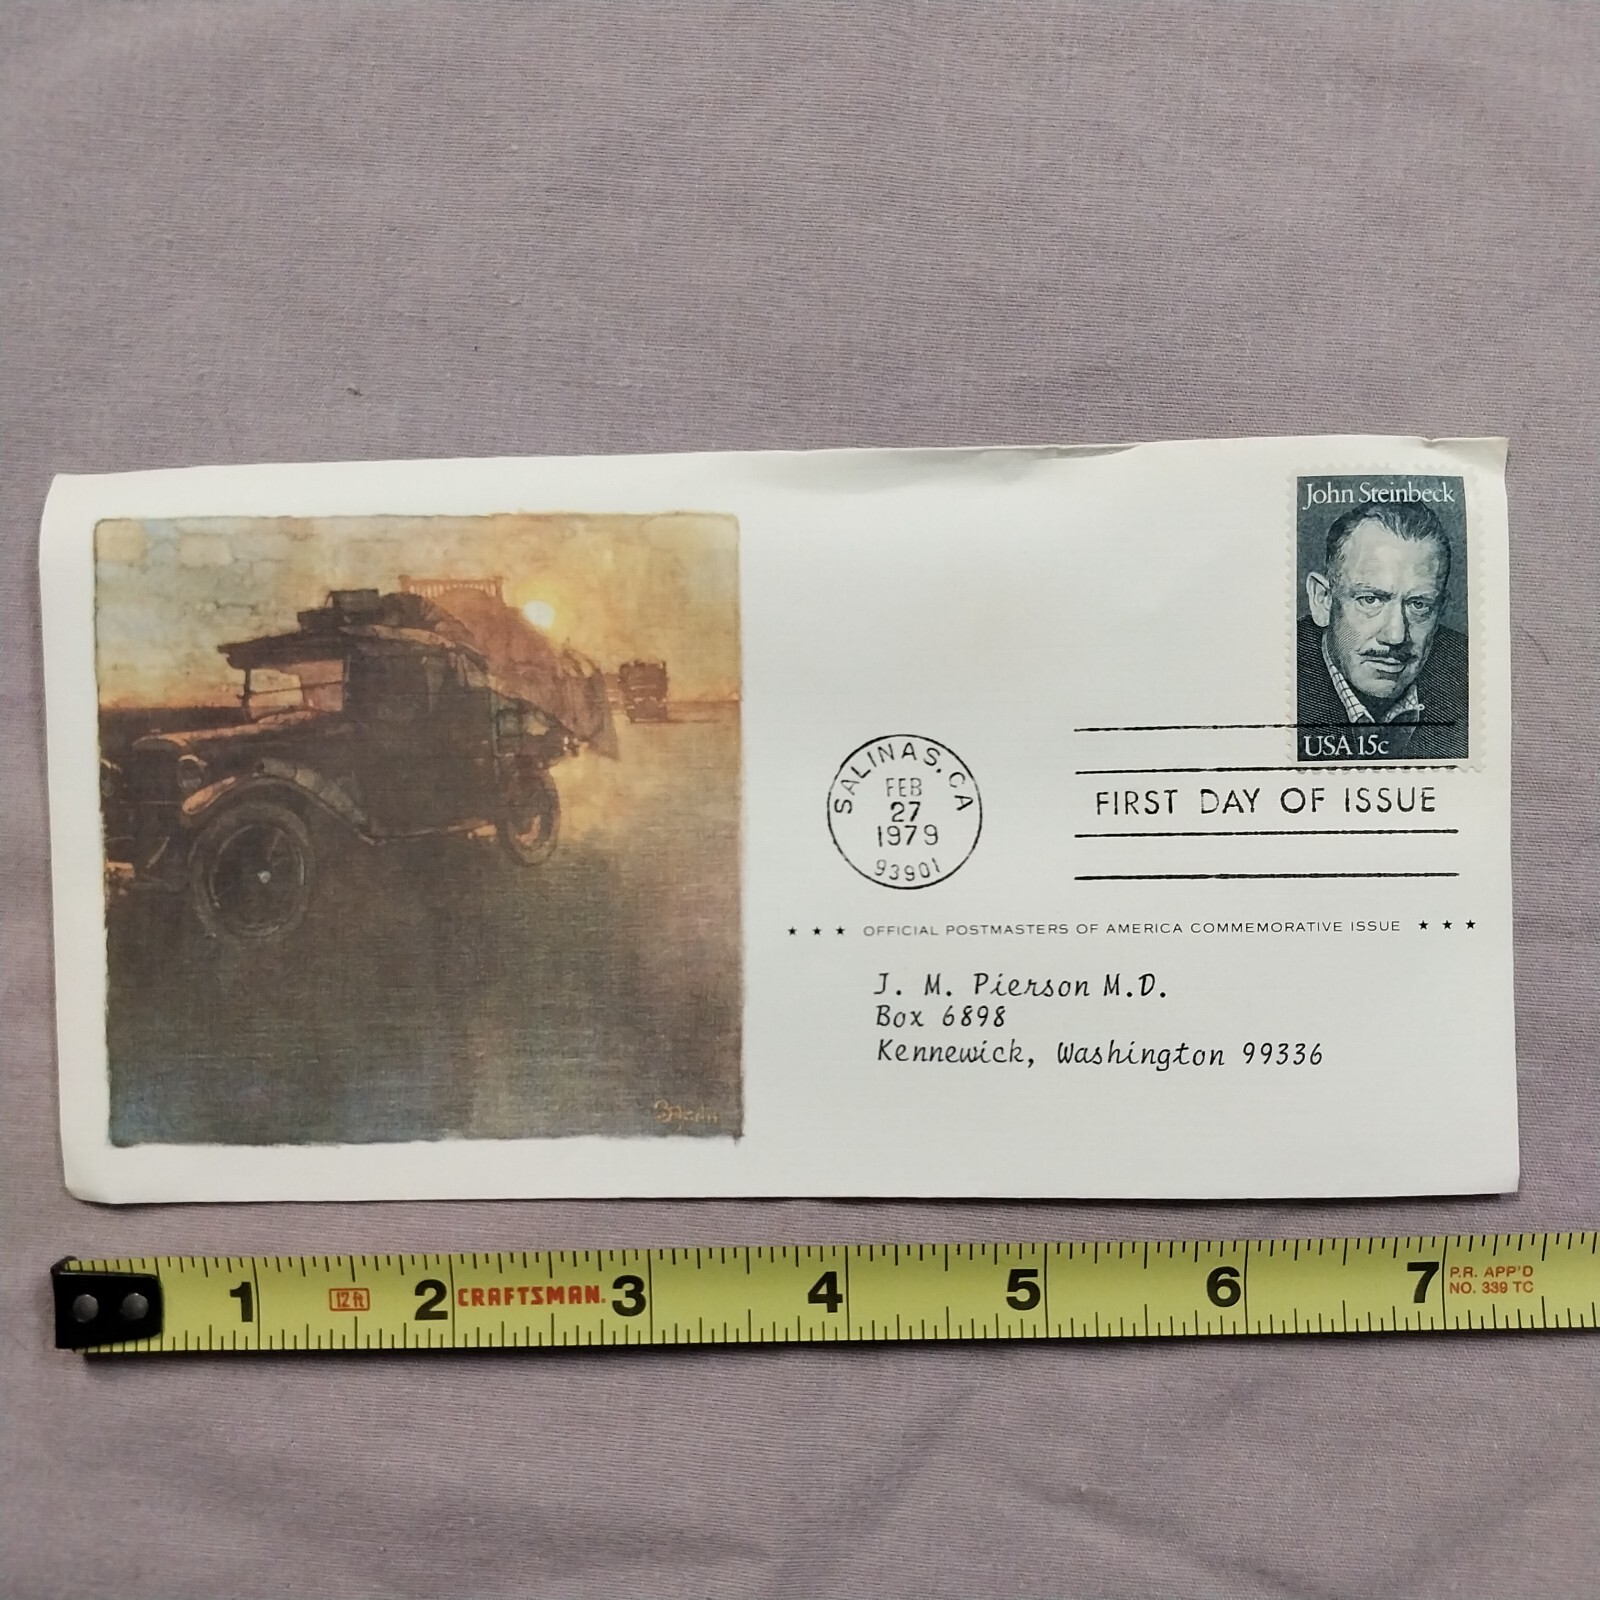 John Steinbeck
USA 15c
SALINAS, CA
FEB
27
1979
93901
FIRST DAY OF ISSUE
★ ★ ★ OFFICIAL POSTMASTERS OF AMERICA COMMEMORATIVE ISSUE ★ ★ ★
J. M. Pierson M.D.
Box 6898
Kennewick, Washington 99336
1 12 ft 2 CRAFTSMAN. 3 4 5 6 7 P.R. APP'D
NO. 339 TC